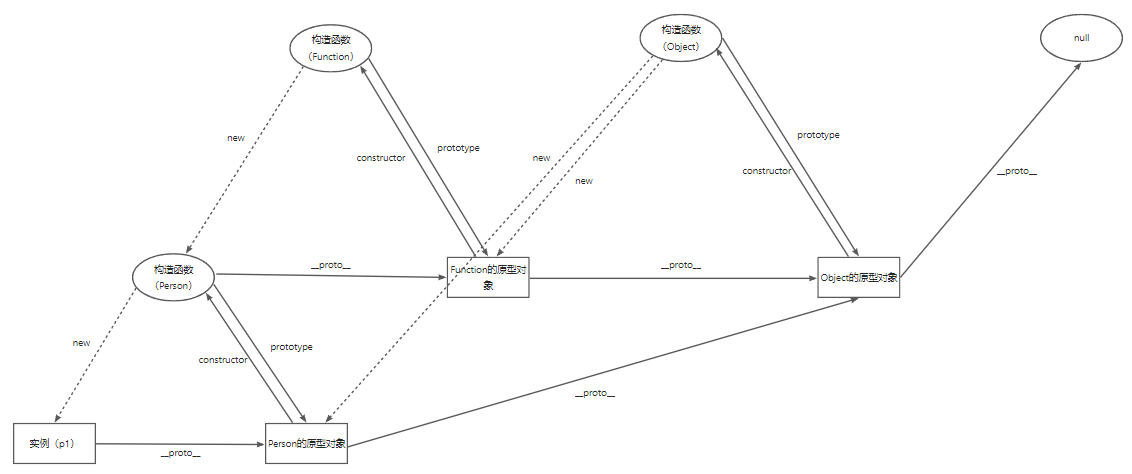 构造函数
（Function）
构造函数
（Object）
null
new
prototype
constructor
new
new
prototype
constructor
__proto__
构造函数
（Person）
__proto__
Function的原型对
象
__proto__
Object的原型对象
new
prototype
constructor
__proto__
实例（p1）
__proto__
Person的原型对象